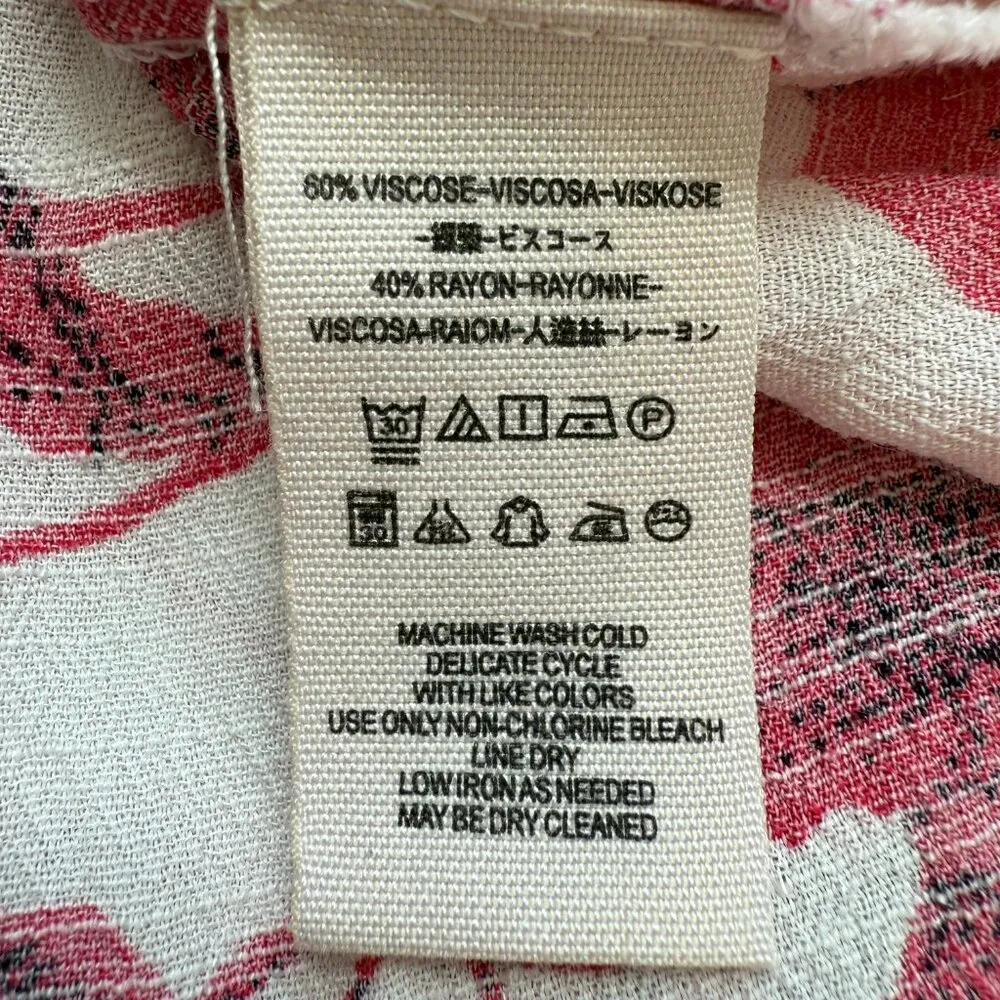 60% VISCOSE-VISCOSA-VISKOSE
-ビスコース
40% RAYON-RAYONNE-
VISCOSA-RAIOM-人造絲-レーヨン
30 P
30
MACHINE WASH COLD
DELICATE CYCLE
WITH LIKE COLORS
USE ONLY NON-CHLORINE BLEACH
LINE DRY
LOW IRON AS NEEDED
MAY BE DRY CLEANED